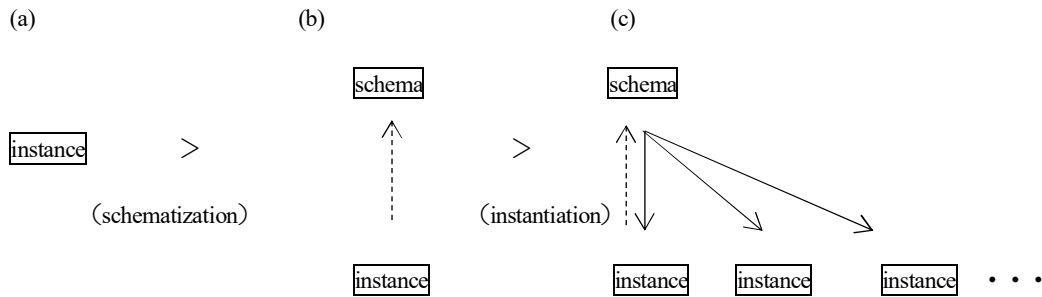 (a) (b) (c)
schema schema
instance > >
（schematization） （instantiation）
instance instance instance instance ・・・